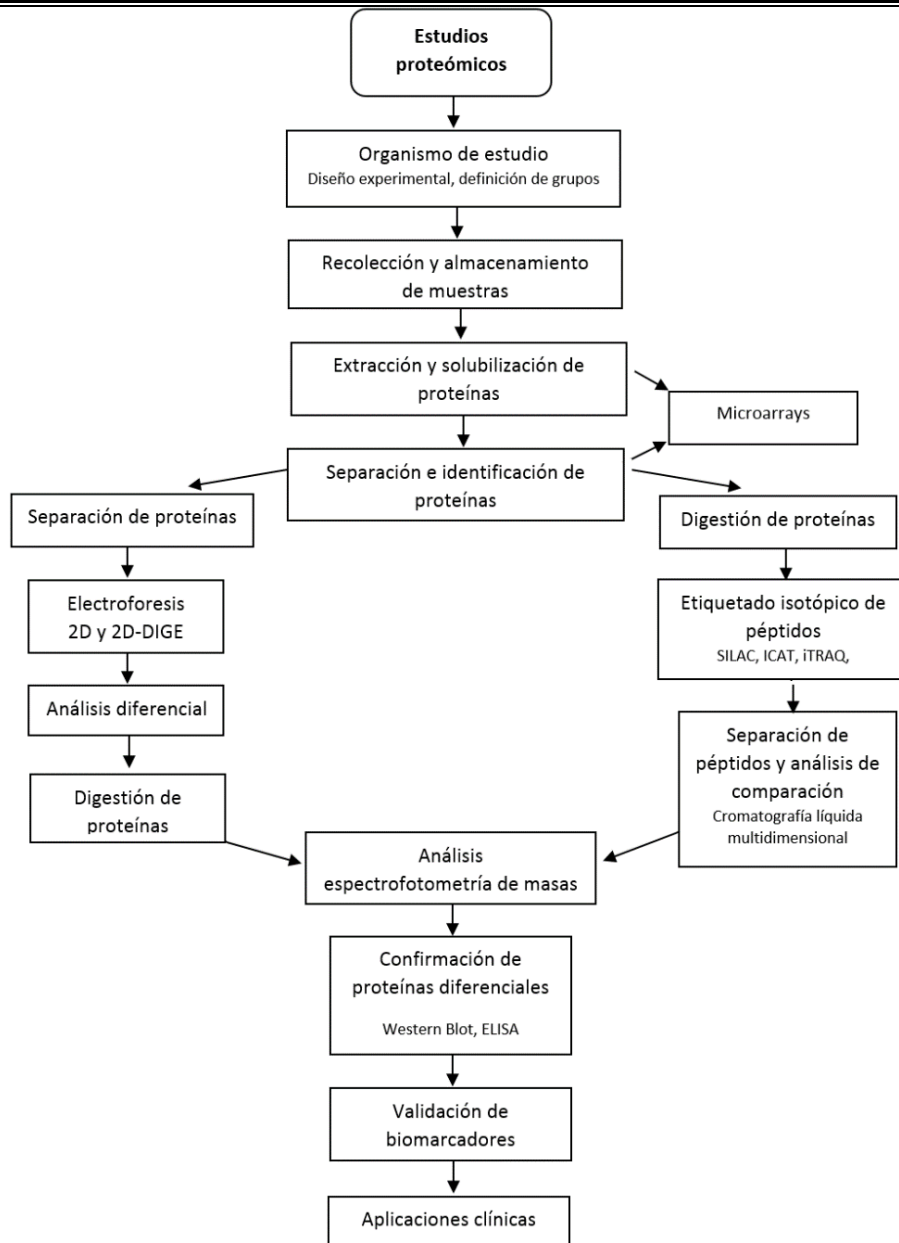 Estudios
proteómicos
Organismo de estudio
Diseño experimental, definición de grupos
Recolección y almacenamiento
de muestras
Extracción y solubilización de
proteínas
Microarrays
Separación e identificación de
proteínas
Separación de proteínas
Electroforesis
2D y 2D-DIGE
Análisis diferencial
Digestión de
proteínas
Digestión de proteínas
Etiquetado isotópico de
péptidos
SILAC, ICAT, iTRAQ,
Separación de
péptidos y análisis de
comparación
Cromatografía líquida
multidimensional
Análisis
espectrofotometría de masas
Confirmación de
proteínas diferenciales
Western Blot, ELISA
Validación de
biomarcadores
Aplicaciones clínicas